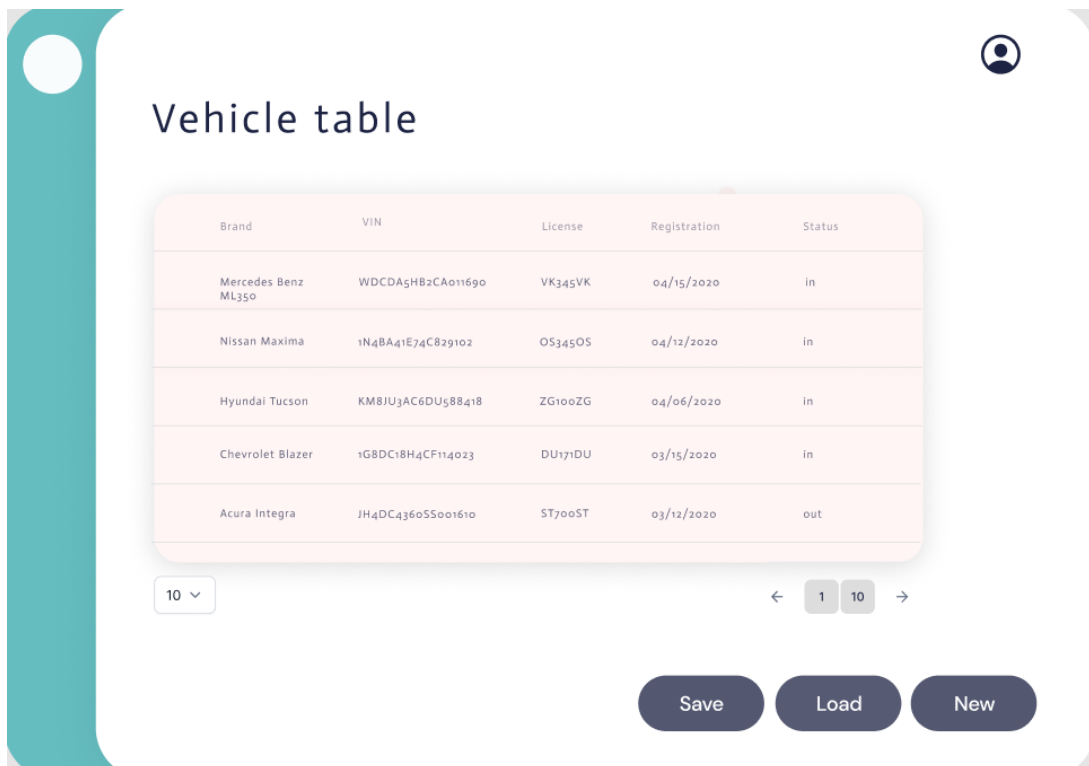 Vehicle table
Brand VIN License Registration Status
Mercedes Benz WDCDA5HB2CA011690 VK345VK 04/15/2020 in
ML350
Nissan Maxima 1N4BA41E74C829102 OS345OS 04/12/2020 in
Hyundai Tucson KM8JU3AC6DU588418 ZG100ZG 04/06/2020 in
Chevrolet Blazer 1G8DC18H4CF114023 DU171DU 03/15/2020 in
Acura Integra JH4DC4360SS001610 ST700ST 03/12/2020 out
10 1 10
Save Load New